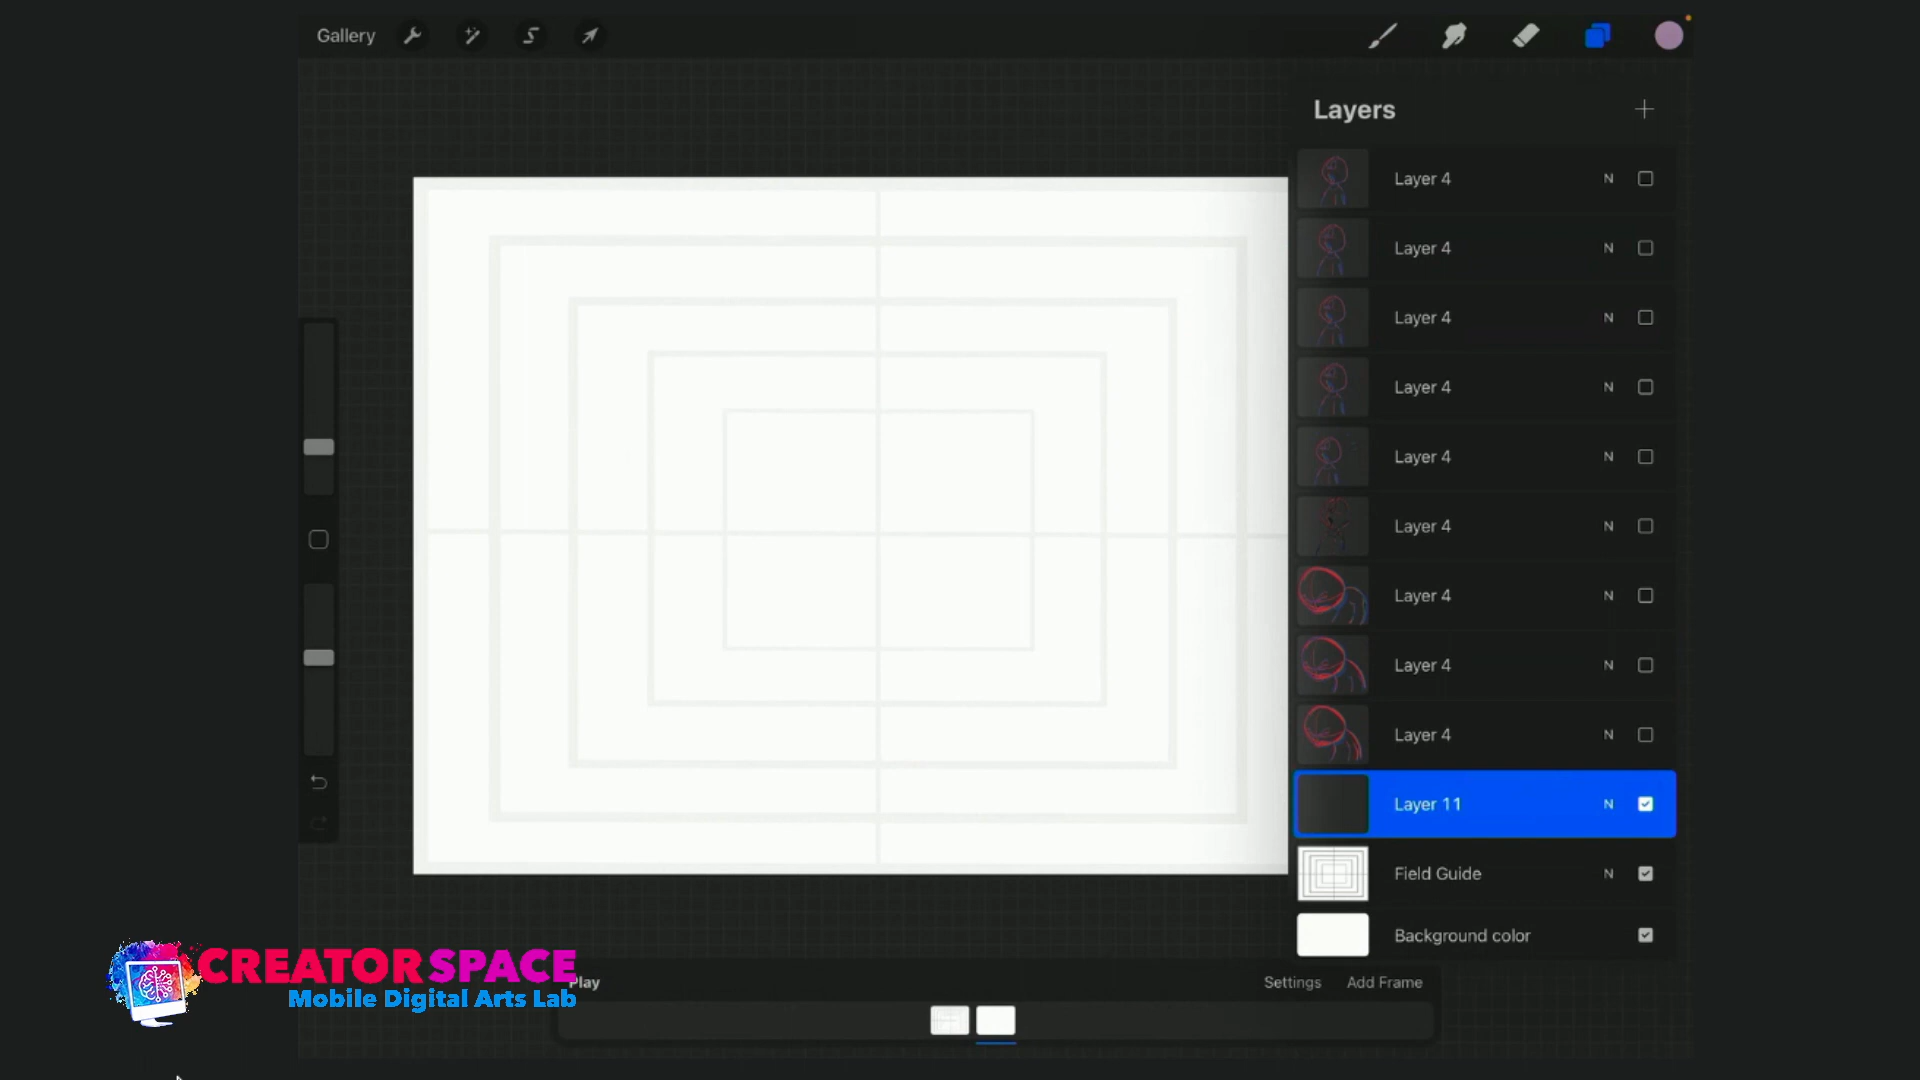 Gallery
Layers
Layer 4 N
Layer 4 N
Layer 4 N
Layer 4 N
Layer 4 N
Layer 4 N
Layer 4 N
Layer 4 N
Layer 4 N
Layer 11 N
Field Guide N
Background color
CREATORSPACE
Mobile Digital Arts Lab
Play
Settings
Add Frame